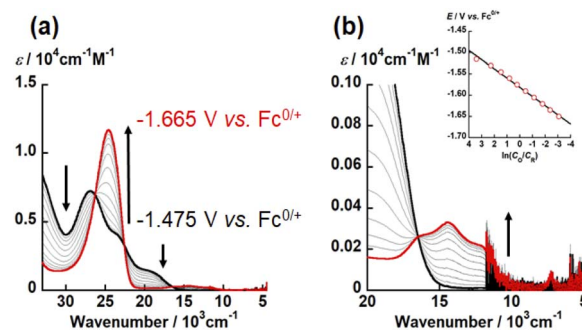 (a)
ε / 10⁴cm⁻¹M⁻¹
1.5
1.0
0.5
0.0
-1.665 V vs. Fc⁰/⁺
-1.475 V vs. Fc⁰/⁺
30 25 20 15 10 5
Wavenumber / 10³cm⁻¹
(b)
ε / 10⁴cm⁻¹M⁻¹
0.10
0.08
0.06
0.04
0.02
0.00
20 15 10 5
Wavenumber / 10³cm⁻¹
E / V vs. Fc⁰/⁺
-1.50
-1.55
-1.60
-1.65
-1.70
4 3 2 1 0 -1 -2 -3 -4
ln(C_O/C_R)